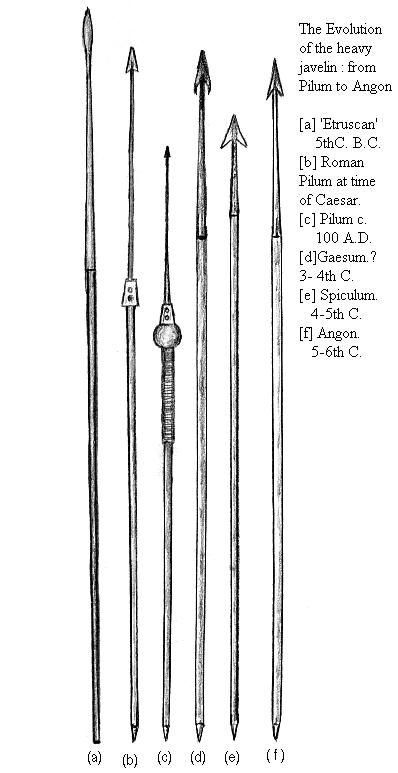 The Evolution
of the heavy
javelin : from
Pilum to Angon
[a] 'Etruscan'
5thC. B.C.
[b] Roman
Pilum at time
of Caesar.
[c] Pilum c.
100 A.D.
[d]Gaesum.?
3- 4th C.
[e] Spiculum.
4-5th C.
[f] Angon.
5-6th C.
(a) (b) (c) (d) (e) (f)